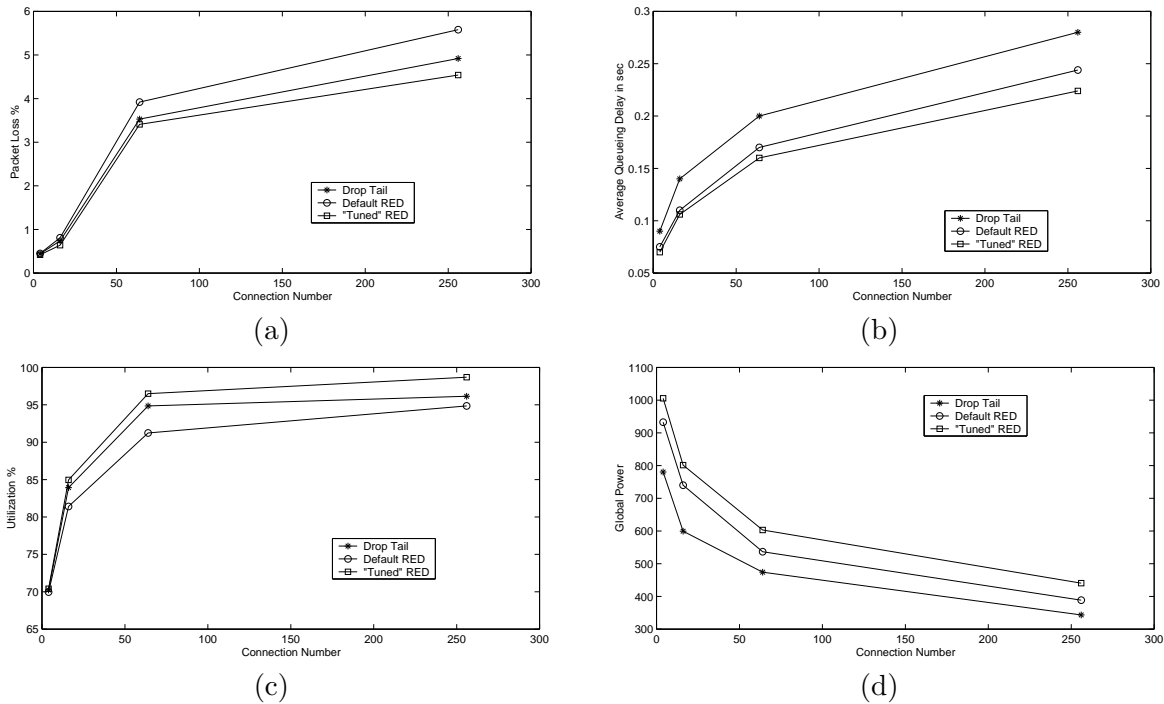 6
5
4
3
2
1
0
Packet Loss %
Drop Tail
Default RED
"Tuned" RED
0 50 100 150 200 250 300
Connection Number
(a)
0.3
0.25
0.2
0.15
0.1
0.05
Average Queueing Delay in sec
Drop Tail
Default RED
"Tuned" RED
0 50 100 150 200 250 300
Connection Number
(b)
100
95
90
85
80
75
70
65
Utilization %
Drop Tail
Default RED
"Tuned" RED
0 50 100 150 200 250 300
Connection Number
(c)
1100
1000
900
800
700
600
500
400
300
Global Power
Drop Tail
Default RED
"Tuned" RED
0 50 100 150 200 250 300
Connection Number
(d)